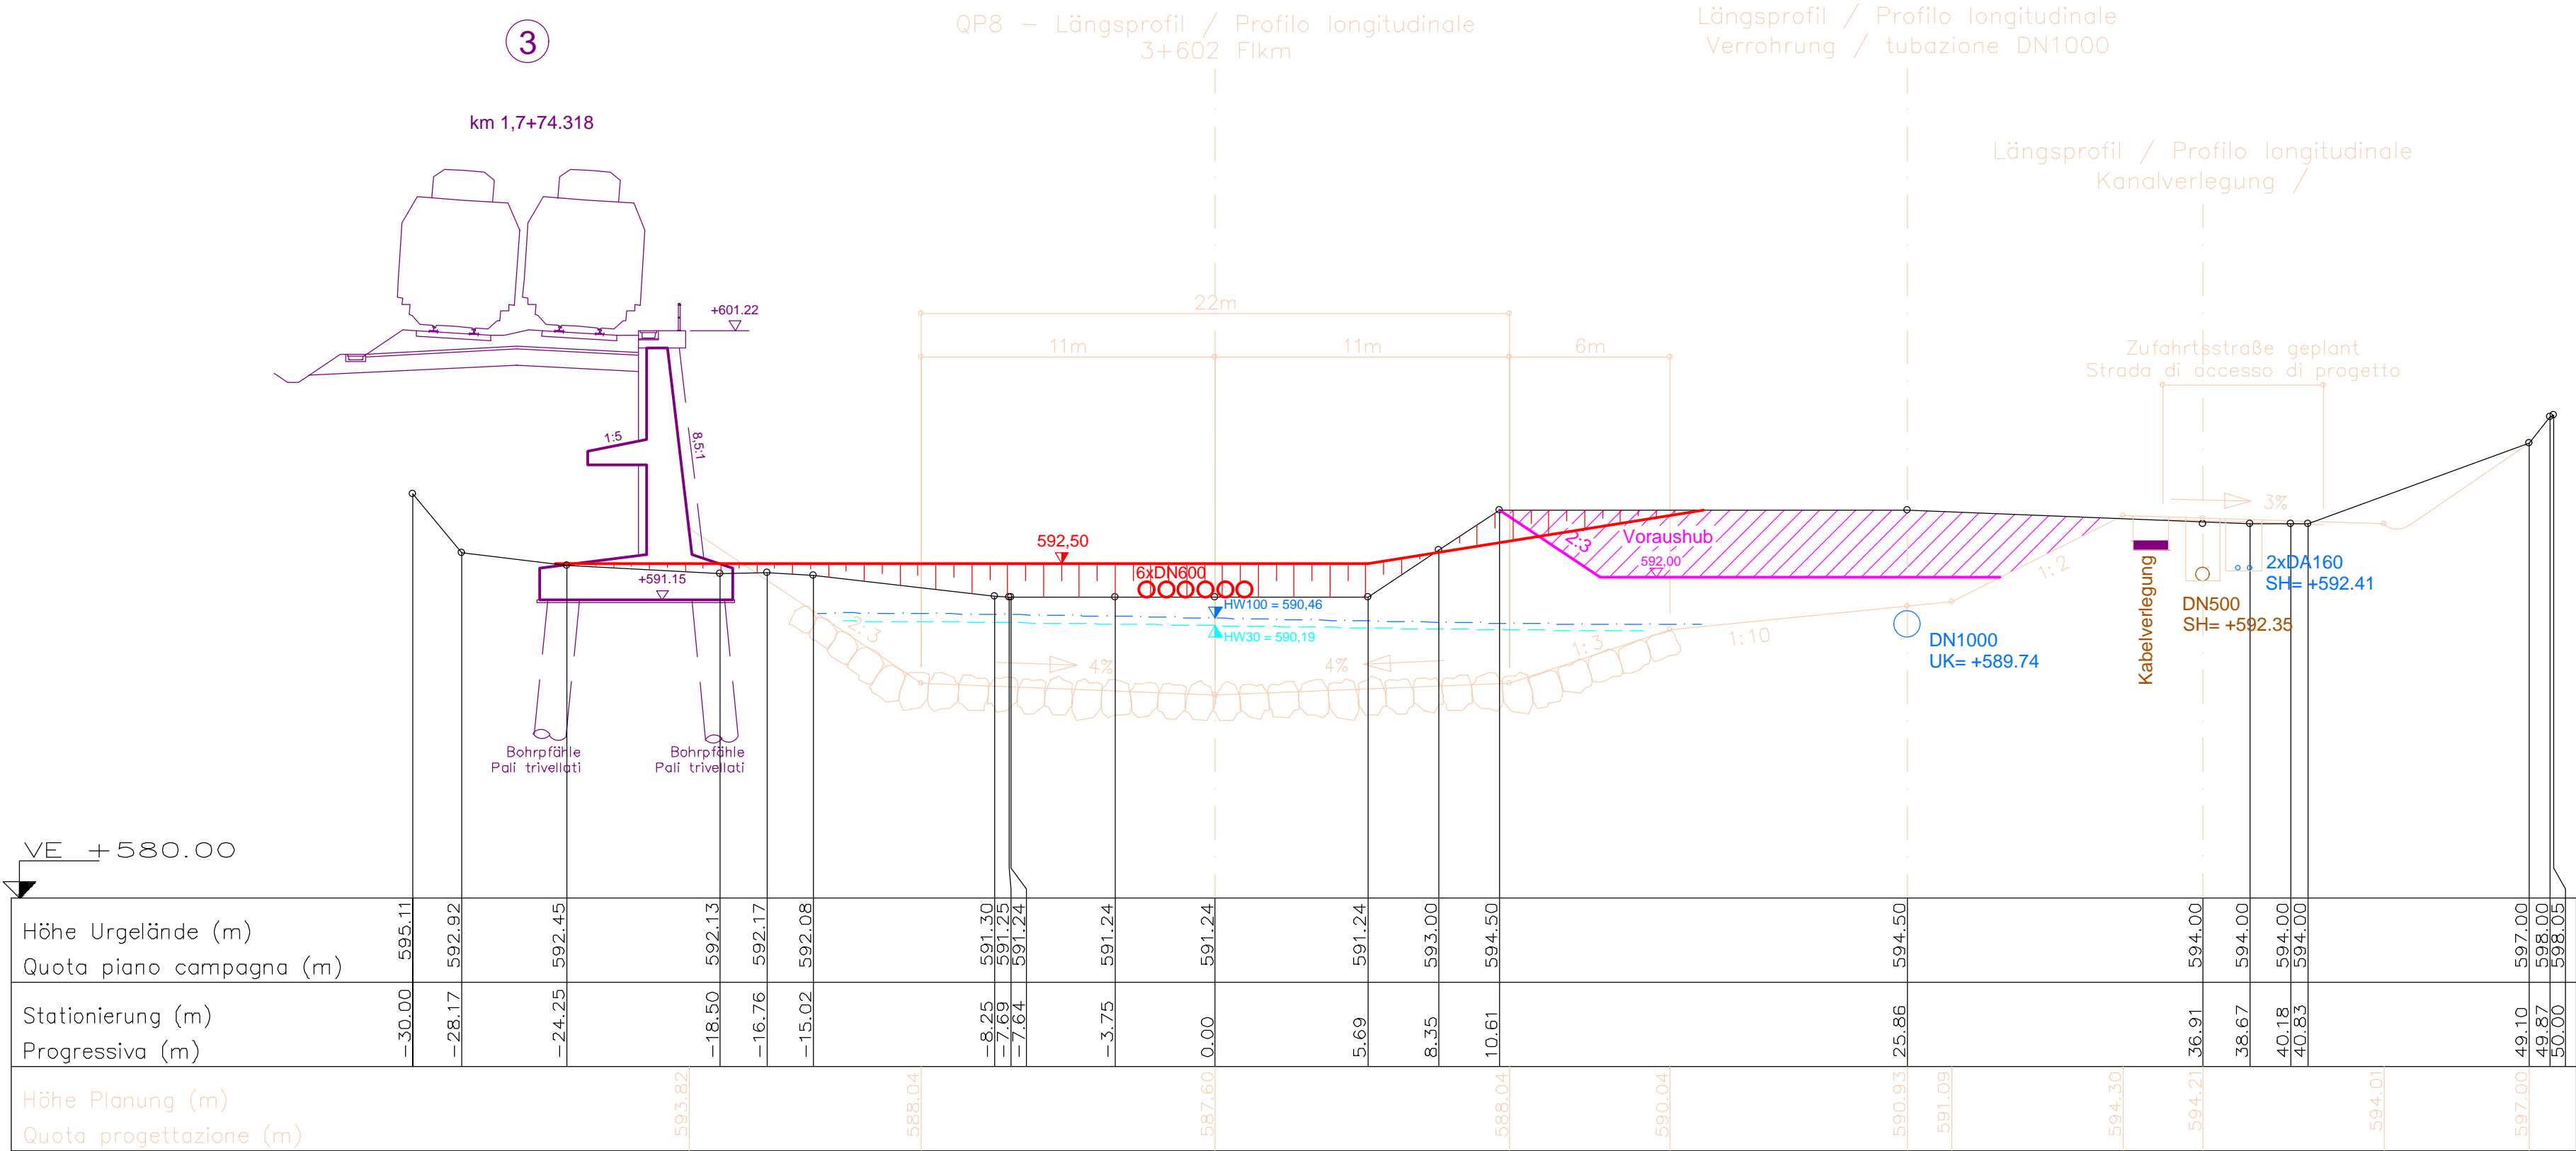 3
QP8 - Längsprofil / Profilo longitudinale
3+602 Flkm
Längsprofil / Profilo longitudinale
Verrohrung / tubazione DN1000
km 1,7+74.318
Längsprofil / Profilo longitudinale
Kanalverlegung /
+601.22
22m
11m
11m
6m
Zufahrtsstraße geplant
Strada di accesso di progetto
1:5
8,5:1
3%
592,50
6xDN600
2:3
Voraushub
592,00
+591.15
1:2
2xDA160
SH= +592.41
Kabelverlegung
DN500
SH= +592.35
HW100 = 590,46
HW30 = 590,19
2:3
1:3
1:10
DN1000
UK= +589.74
4%
4%
Bohrpfähle
Pali trivellati
Bohrpfähle
Pali trivellati
VE +580.00
Höhe Urgelände (m)
Quota piano campagna (m)
595.11
592.92
592.45
592.13
592.17
592.08
591.30
591.25
591.24
591.24
591.24
591.24
593.00
594.50
594.50
594.00
594.00
594.00
594.00
597.00
598.00
598.05
Stationierung (m)
Progressiva (m)
-30.00
-28.17
-24.25
-18.50
-16.76
-15.02
-8.25
-7.69
-7.64
-3.75
0.00
5.69
8.35
10.61
25.86
36.91
38.67
40.18
40.83
49.10
49.87
50.00
Höhe Planung (m)
Quota progettazione (m)
593.82
588.04
587.60
588.04
590.04
590.93
591.09
594.30
594.21
594.01
597.00